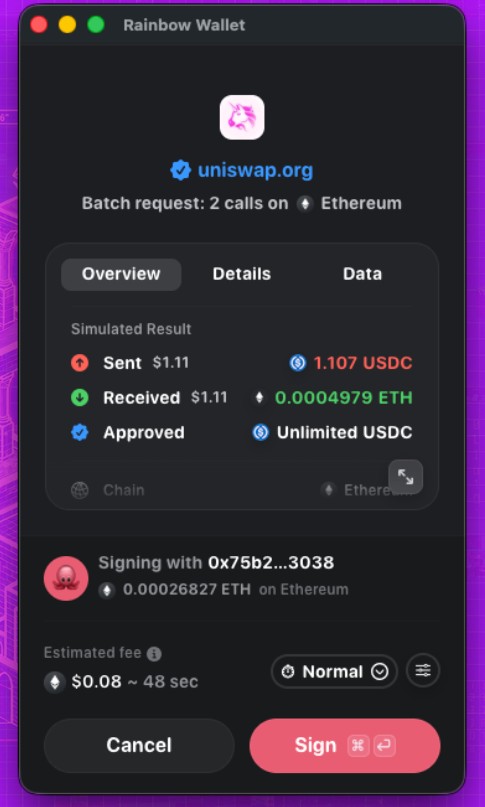 Rainbow Wallet
uniswap.org
Batch request: 2 calls on Ethereum
Overview Details Data
Simulated Result
Sent $1.11 1.107 USDC
Received $1.11 0.0004979 ETH
Approved Unlimited USDC
Chain
Signing with 0x75b2...3038
0.00026827 ETH on Ethereum
Estimated fee
$0.08 ~ 48 sec
Normal
Cancel
Sign ⌘ ↵